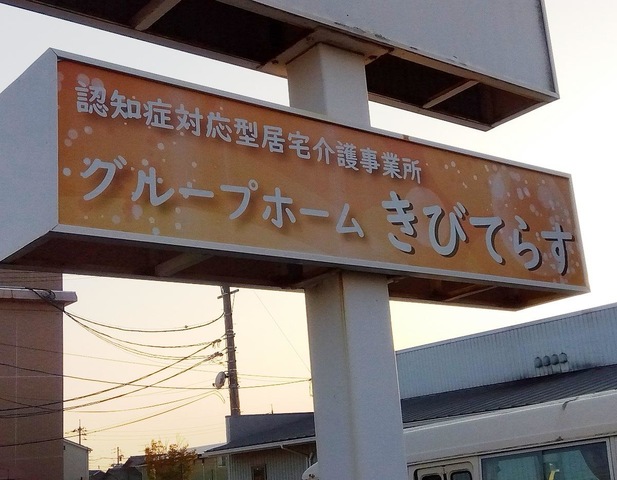 認知症対応型居宅介護事業所
グループホーム きびてらす